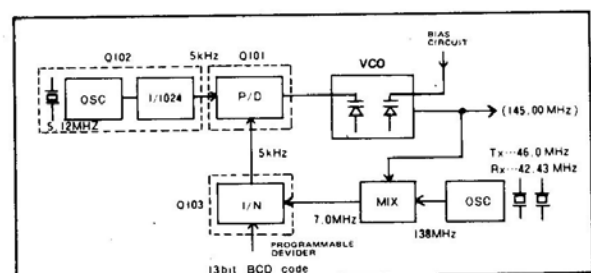 BIAS
CIRCUIT
Q102
5kHz
Q101
VCO
OSC
1/1024
P/D
(145.00 MHz)
5.12MHZ
5kHz
Tx···46.0 MHz
Rx···42.43 MHz
Q103
1/N
7.0MHz
MIX
OSC
138MHz
PROGRAMMABLE
DEVIDER
13bit BCD code